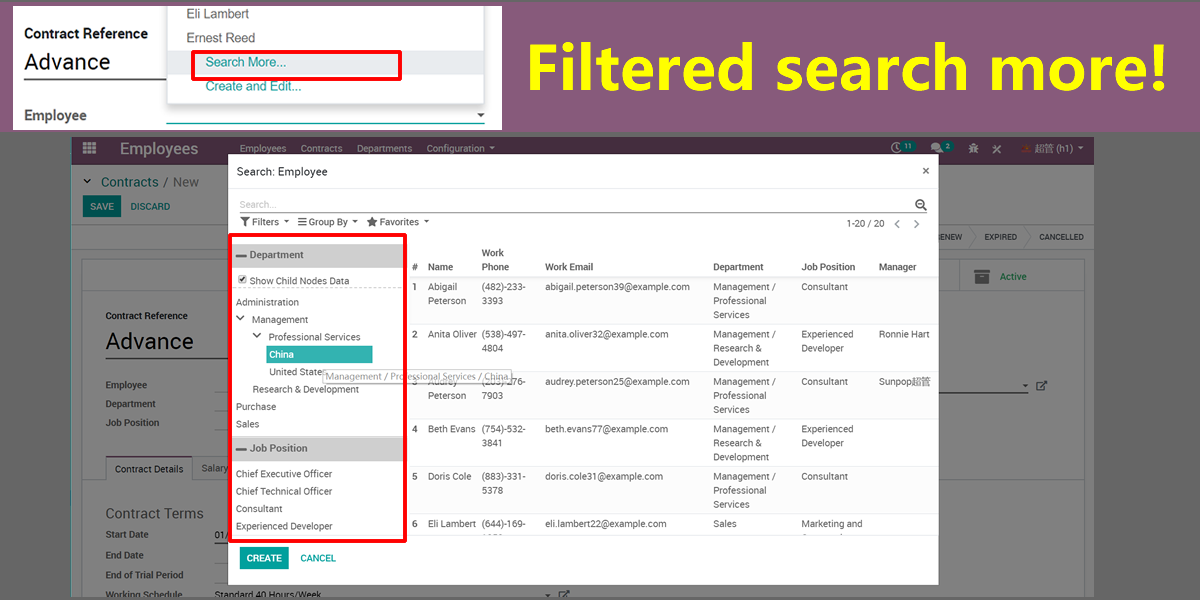 Eli Lambert
Contract Reference
Ernest Reed
Advance
Search More...
Create and Edit...
Employee
Filtered search more!
Employees
Employees Contracts Departments Configuration
11 2 超管 (h1)
Contracts / New
SAVE DISCARD
RENEW EXPIRED CANCELLED
Active
Contract Reference
Advance
Employee
Department
Job Position
Contract Details Salary
Contract Terms
Start Date 01/
End Date
End of Trial Period
Working Schedule Standard 40 Hours/Week
Search: Employee ×
Search...
Filters Group By Favorites
1-20 / 20
Department
Show Child Nodes Data
Administration
Management
Professional Services
China
United States
Management / Professional Services / China
Research & Development
Purchase
Sales
Job Position
Chief Executive Officer
Chief Technical Officer
Consultant
Experienced Developer
# Name Work Phone Work Email Department Job Position Manager
1 Abigail Peterson (482)-233-3393 abigail.peterson39@example.com Management / Professional Services Consultant
2 Anita Oliver (538)-497-4804 anita.oliver32@example.com Management / Research & Development Experienced Developer Ronnie Hart
3 Audrey Peterson 276-7903 audrey.peterson25@example.com Management / Professional Services Consultant Sunpop超管
4 Beth Evans (754)-532-3841 beth.evans77@example.com Management / Research & Development Experienced Developer
5 Doris Cole (883)-331-5378 doris.cole31@example.com Management / Professional Services Consultant
6 Eli Lambert (644)-169- eli.lambert22@example.com Sales Marketing and
CREATE CANCEL